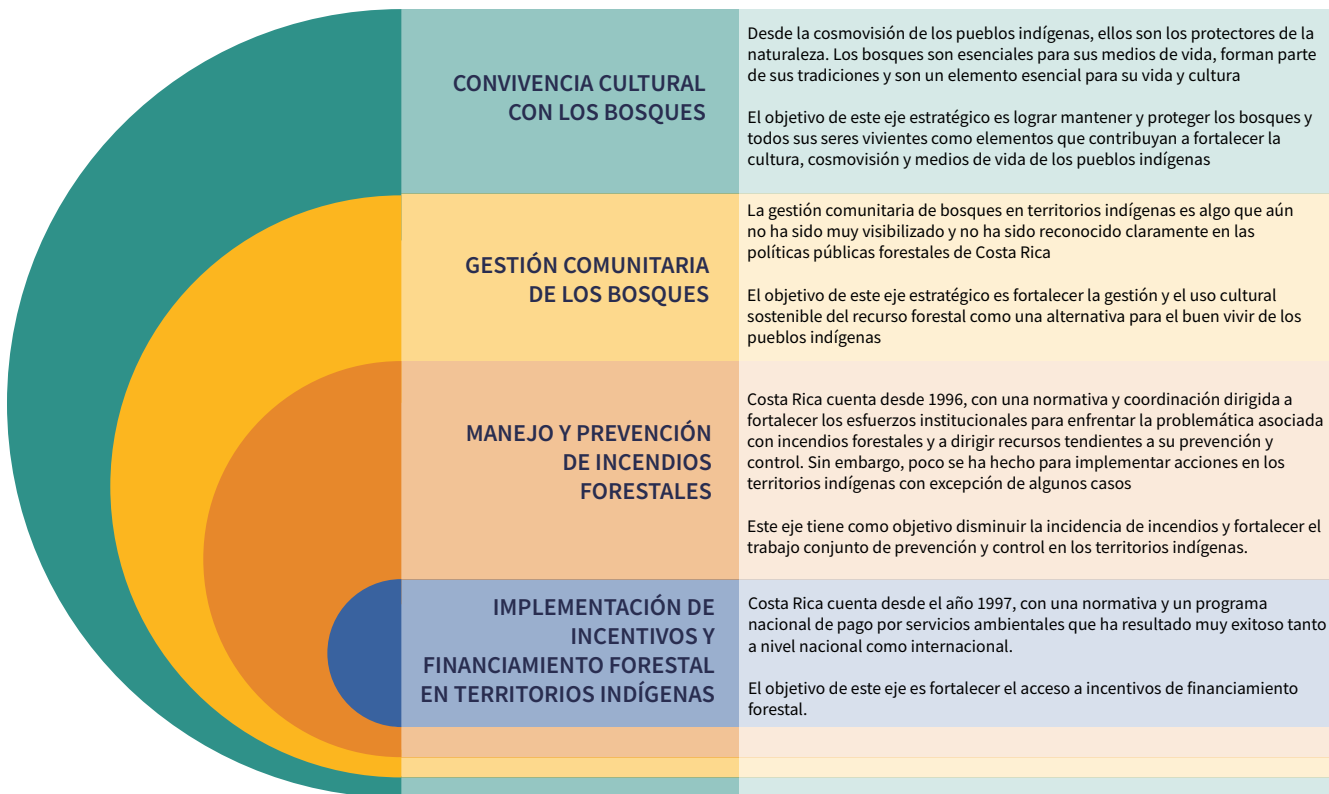 CONVIVENCIA CULTURAL
CON LOS BOSQUES
Desde la cosmovisión de los pueblos indígenas, ellos son los protectores de la
naturaleza. Los bosques son esenciales para sus medios de vida, forman parte
de sus tradiciones y son un elemento esencial para su vida y cultura
El objetivo de este eje estratégico es lograr mantener y proteger los bosques y
todos sus seres vivientes como elementos que contribuyan a fortalecer la
cultura, cosmovisión y medios de vida de los pueblos indígenas
GESTIÓN COMUNITARIA
DE LOS BOSQUES
La gestión comunitaria de bosques en territorios indígenas es algo que aún
no ha sido muy visibilizado y no ha sido reconocido claramente en las
políticas públicas forestales de Costa Rica
El objetivo de este eje estratégico es fortalecer la gestión y el uso cultural
sostenible del recurso forestal como una alternativa para el buen vivir de los
pueblos indígenas
MANEJO Y PREVENCIÓN
DE INCENDIOS
FORESTALES
Costa Rica cuenta desde 1996, con una normativa y coordinación dirigida a
fortalecer los esfuerzos institucionales para enfrentar la problemática asociada
con incendios forestales y a dirigir recursos tendientes a su prevención y
control. Sin embargo, poco se ha hecho para implementar acciones en los
territorios indígenas con excepción de algunos casos
Este eje tiene como objetivo disminuir la incidencia de incendios y fortalecer el
trabajo conjunto de prevención y control en los territorios indígenas.
IMPLEMENTACIÓN DE
INCENTIVOS Y
FINANCIAMIENTO FORESTAL
EN TERRITORIOS INDÍGENAS
Costa Rica cuenta desde el año 1997, con una normativa y un programa
nacional de pago por servicios ambientales que ha resultado muy exitoso tanto
a nivel nacional como internacional.
El objetivo de este eje es fortalecer el acceso a incentivos de financiamiento
forestal.